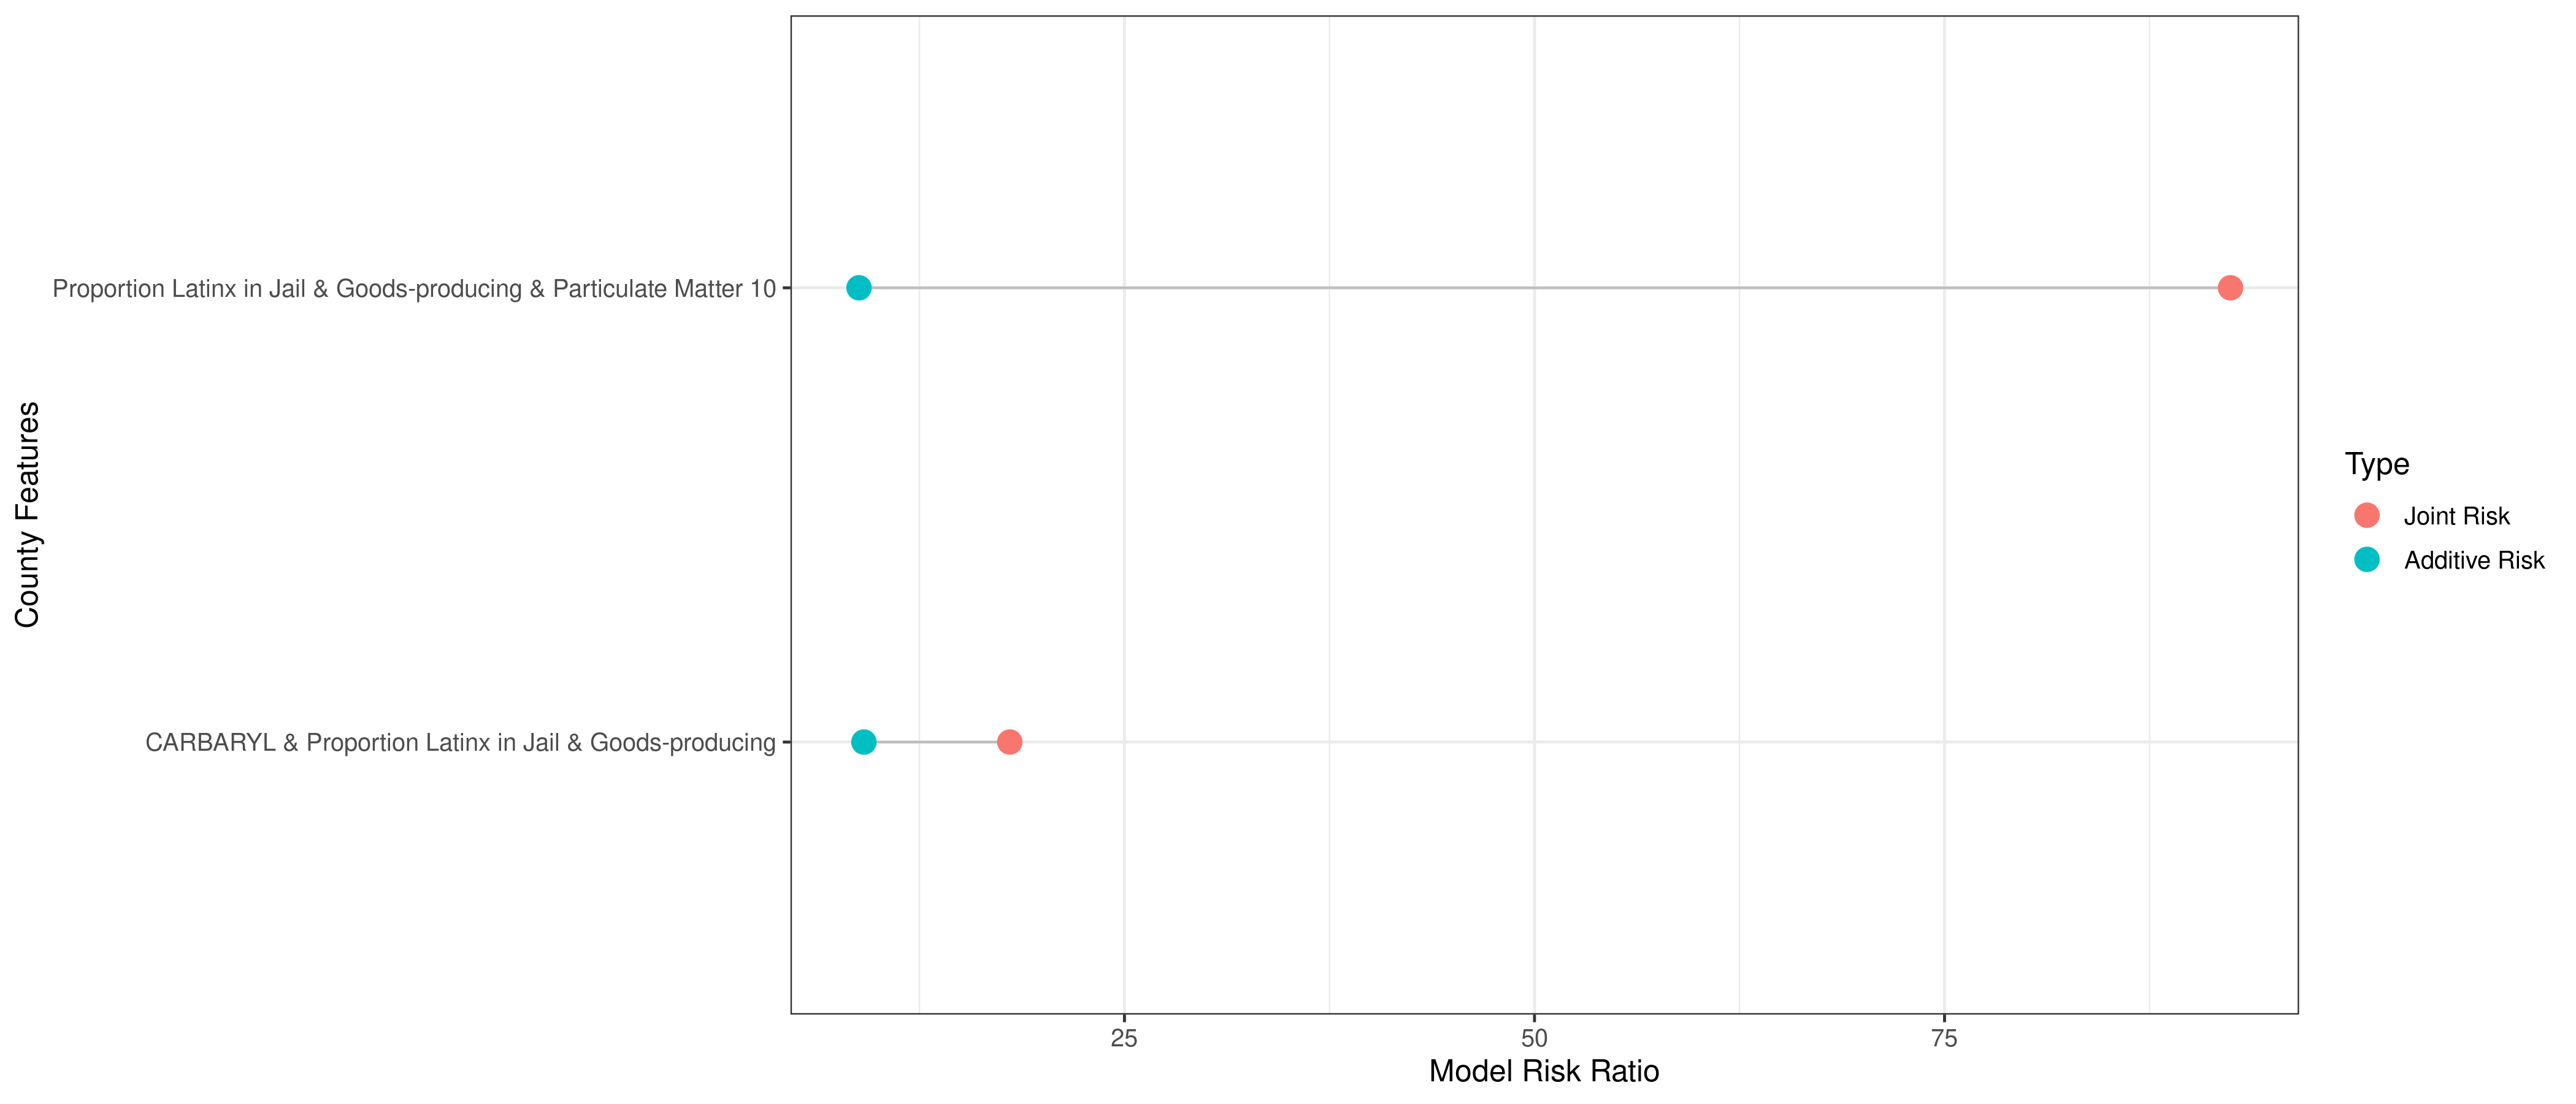 Proportion Latinx in Jail & Goods-producing & Particulate Matter 10
CARBARYL & Proportion Latinx in Jail & Goods-producing
County Features
25
50
75
Model Risk Ratio
Type
Joint Risk
Additive Risk